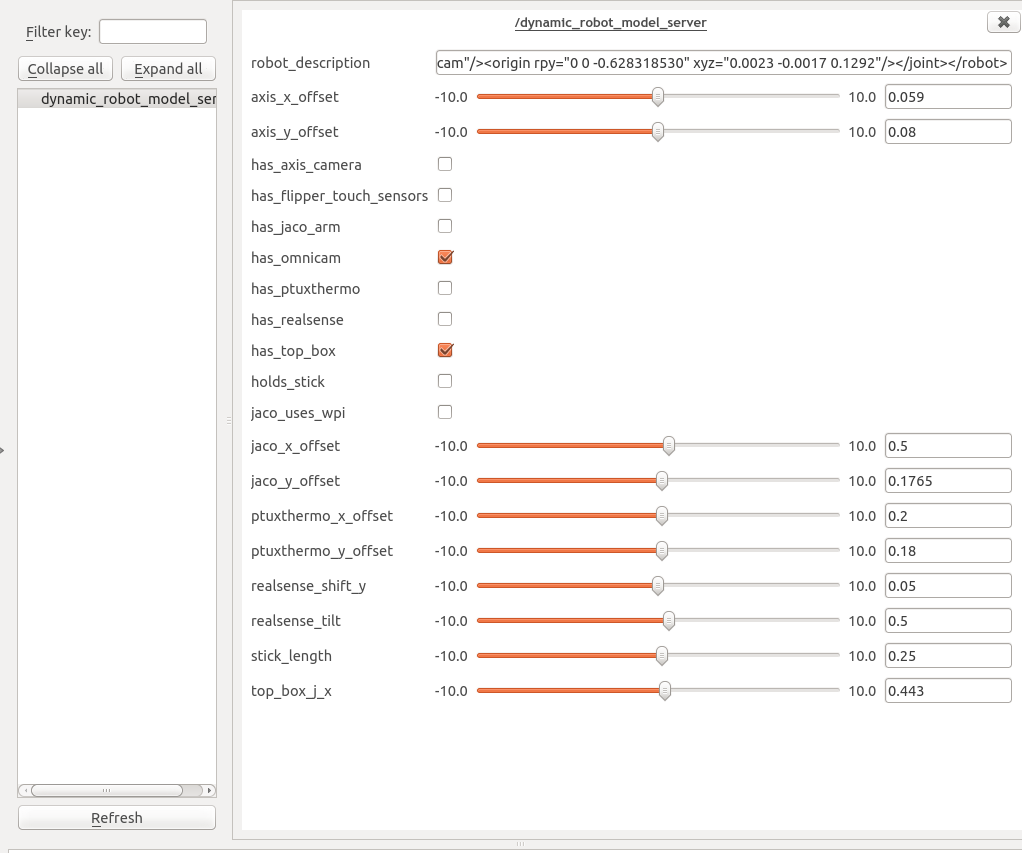 Filter key:
Collapse all Expand all
dynamic_robot_model_ser
Refresh
/dynamic_robot_model_server
robot_description cam"/><origin rpy="0 0 -0.628318530" xyz="0.0023 -0.0017 0.1292"/></joint></robot>
axis_x_offset -10.0 10.0 0.059
axis_y_offset -10.0 10.0 0.08
has_axis_camera
has_flipper_touch_sensors
has_jaco_arm
has_omnicam
has_ptuxthermo
has_realsense
has_top_box
holds_stick
jaco_uses_wpi
jaco_x_offset -10.0 10.0 0.5
jaco_y_offset -10.0 10.0 0.1765
ptuxthermo_x_offset -10.0 10.0 0.2
ptuxthermo_y_offset -10.0 10.0 0.18
realsense_shift_y -10.0 10.0 0.05
realsense_tilt -10.0 10.0 0.5
stick_length -10.0 10.0 0.25
top_box_j_x -10.0 10.0 0.443